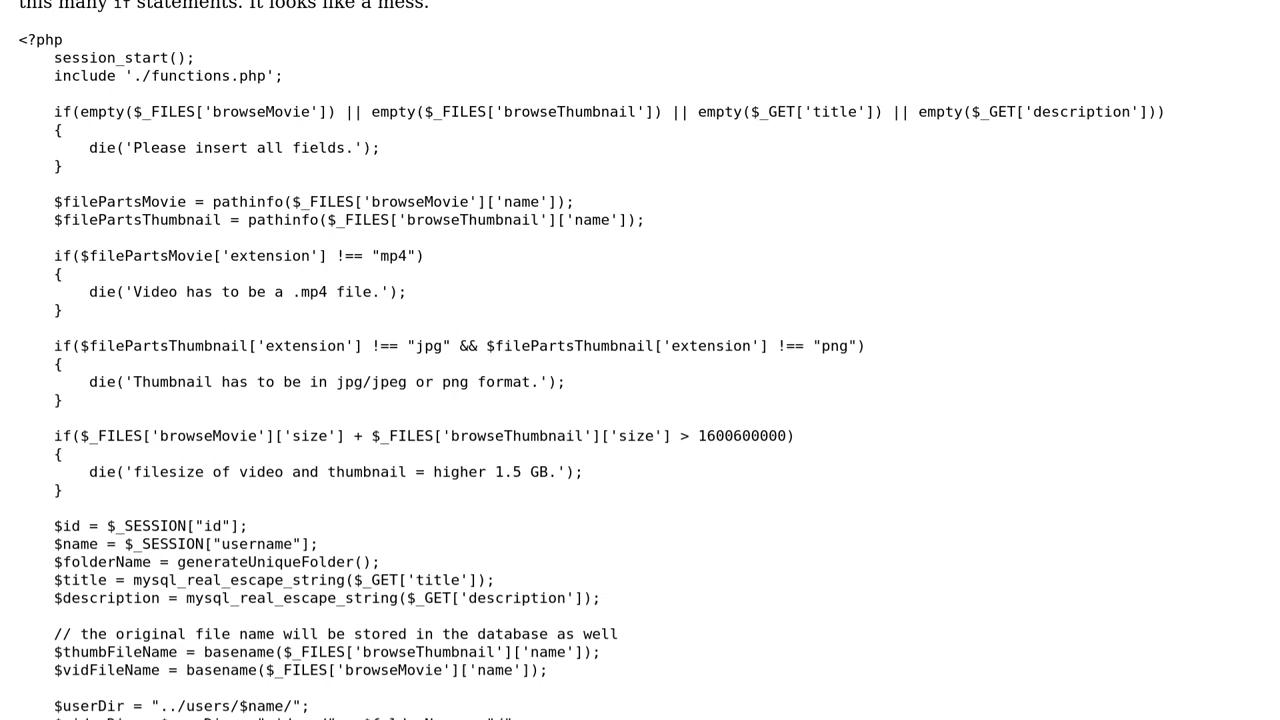 this many if statements. It looks like a mess.
<?php
    session_start();
    include './functions.php';

    if(empty($_FILES['browseMovie']) || empty($_FILES['browseThumbnail']) || empty($_GET['title']) || empty($_GET['description']))
    {
        die('Please insert all fields.');
    }

    $filePartsMovie = pathinfo($_FILES['browseMovie']['name']);
    $filePartsThumbnail = pathinfo($_FILES['browseThumbnail']['name']);

    if($filePartsMovie['extension'] !== "mp4")
    {
        die('Video has to be a .mp4 file.');
    }

    if($filePartsThumbnail['extension'] !== "jpg" && $filePartsThumbnail['extension'] !== "png")
    {
        die('Thumbnail has to be in jpg/jpeg or png format.');
    }

    if($_FILES['browseMovie']['size'] + $_FILES['browseThumbnail']['size'] > 1600600000)
    {
        die('filesize of video and thumbnail = higher 1.5 GB.');
    }

    $id = $_SESSION["id"];
    $name = $_SESSION["username"];
    $folderName = generateUniqueFolder();
    $title = mysql_real_escape_string($_GET['title']);
    $description = mysql_real_escape_string($_GET['description']);

    // the original file name will be stored in the database as well
    $thumbFileName = basename($_FILES['browseThumbnail']['name']);
    $vidFileName = basename($_FILES['browseMovie']['name']);

    $userDir = "../users/$name/";